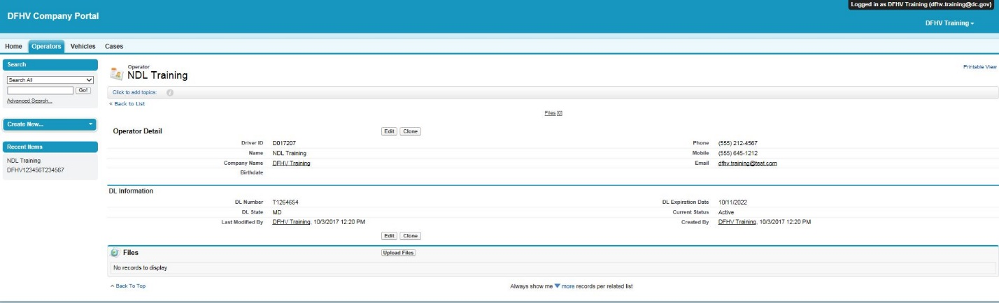 Logged in as DFHV Training (dfhv.training@dc.gov)
DFHV Company Portal
DFHV Training
Home Operators Vehicles Cases
Search
Search All
Go!
Advanced Search...
Create New...
Recent Items
NDL Training
DFHV123456T234567
Operator
NDL Training
Printable View
Click to add topics: i
« Back to List
Files [0]
Operator Detail Edit Clone
Driver ID D017207 Phone (555) 212-4567
Name NDL Training Mobile (555) 645-1212
Company Name DFHV Training Email dfhv.training@test.com
Birthdate
DL Information
DL Number T1264654 DL Expiration Date 10/11/2022
DL State MD Current Status Active
Last Modified By DFHV Training, 10/3/2017 12:20 PM Created By DFHV Training, 10/3/2017 12:20 PM
Edit Clone
Files Upload Files
No records to display
^ Back To Top Always show me ▼ more records per related list